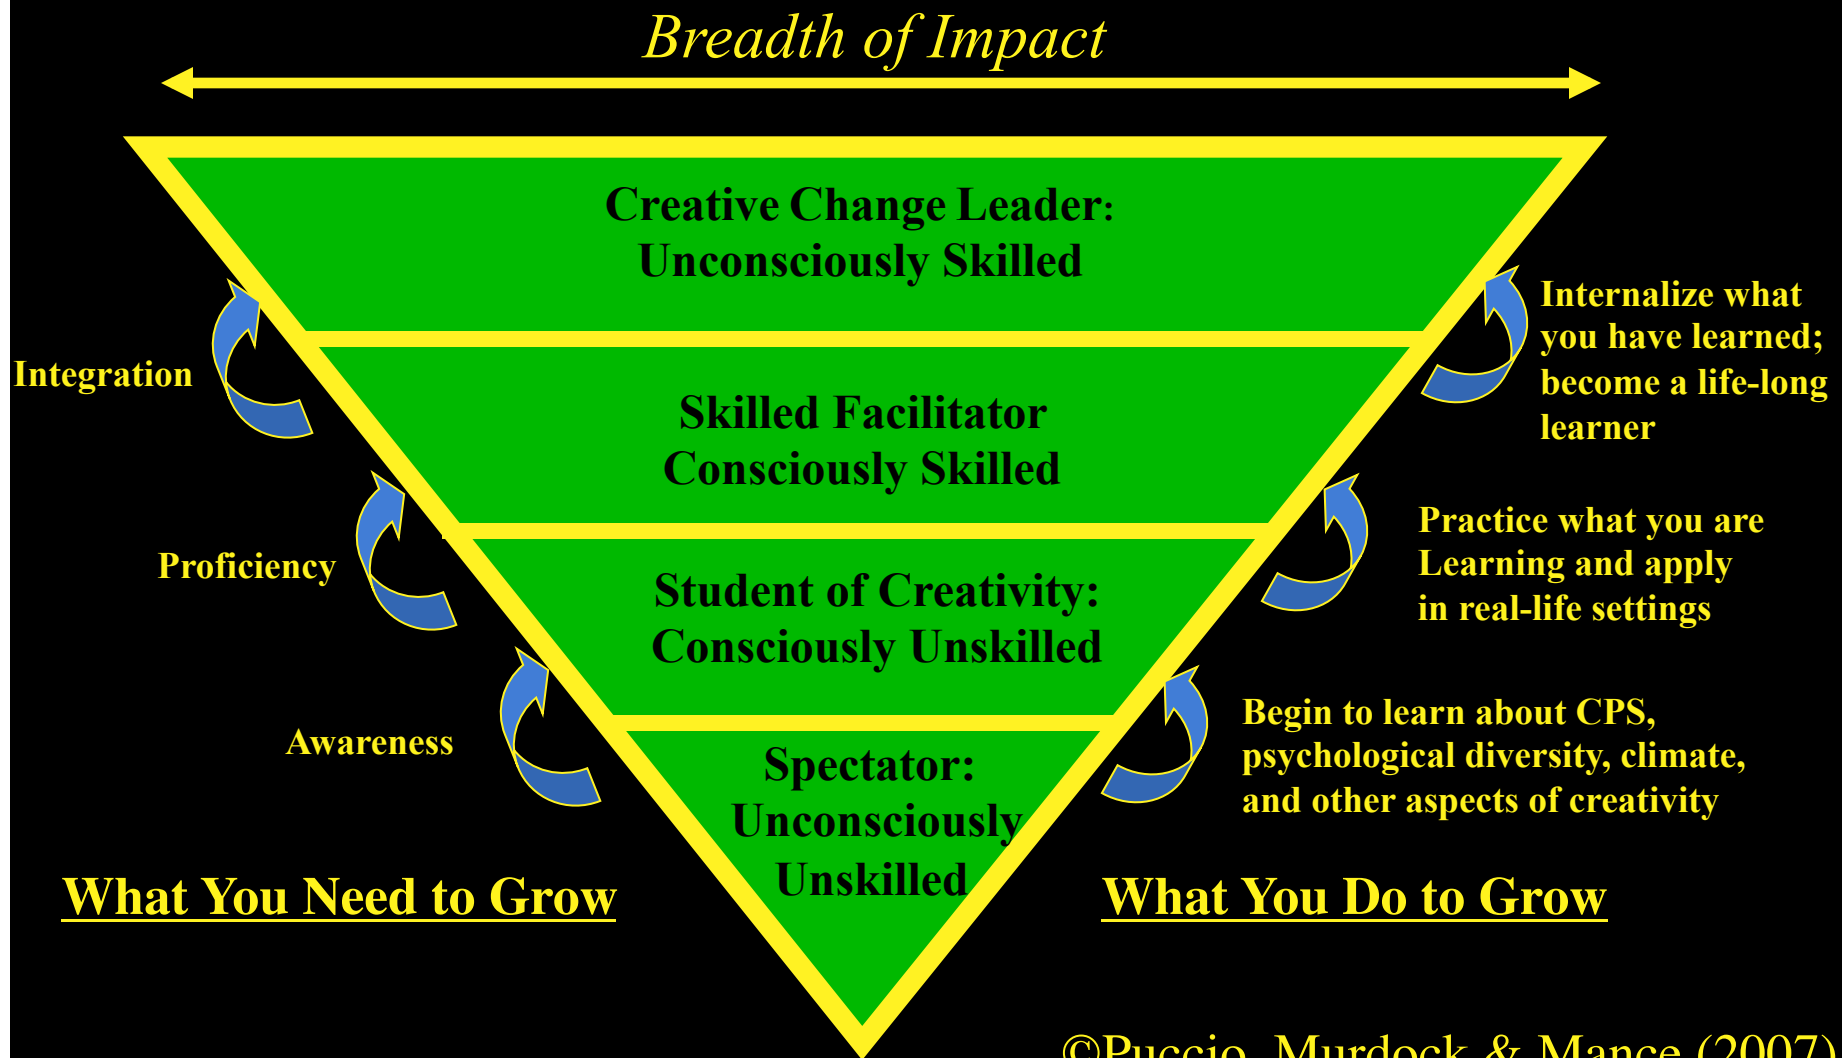 Breadth of Impact
Creative Change Leader:
Unconsciously Skilled
Internalize what
you have learned;
become a life-long
learner
Integration
Skilled Facilitator
Consciously Skilled
Practice what you are
Learning and apply
in real-life settings
Proficiency
Student of Creativity:
Consciously Unskilled
Begin to learn about CPS,
psychological diversity, climate,
and other aspects of creativity
Awareness
Spectator:
Unconsciously
Unskilled
What You Need to Grow
What You Do to Grow
©Puccio, Murdock & Mance (2007)